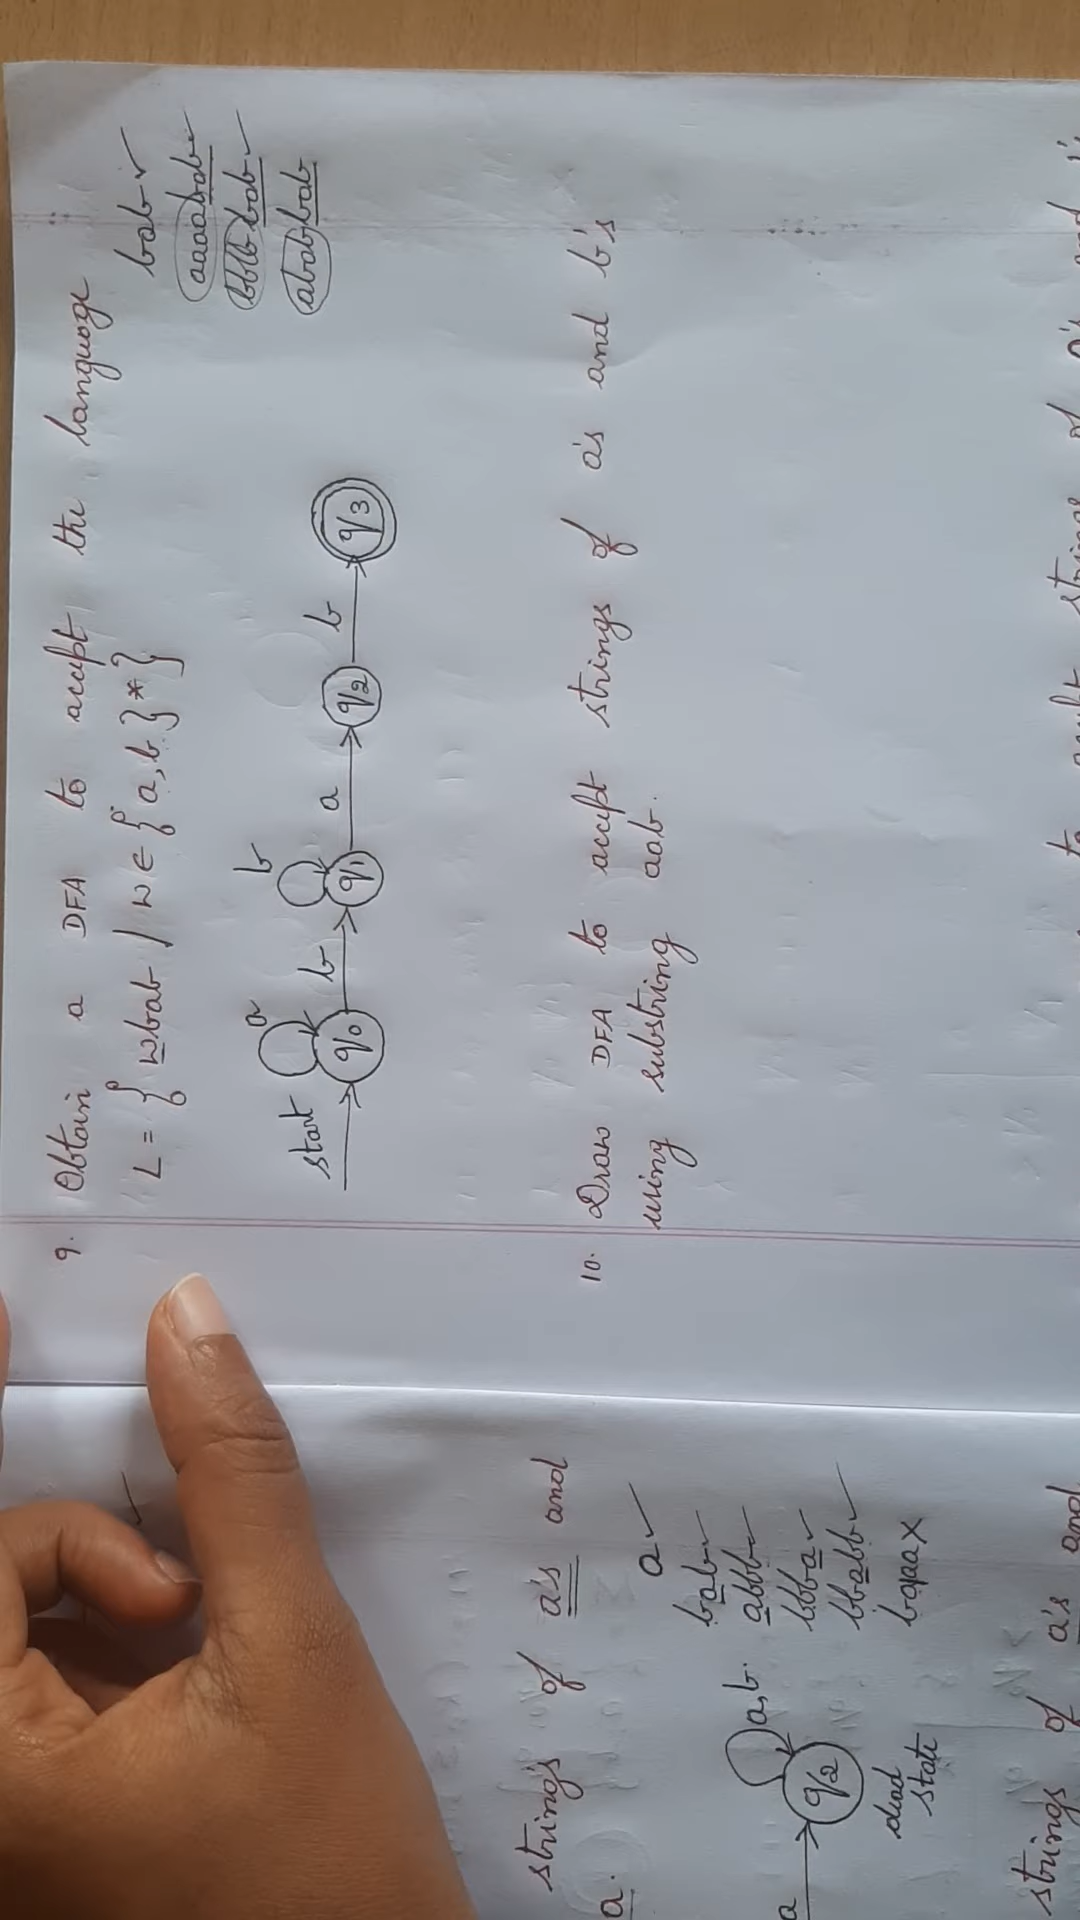 9. Obtain a DFA to accept the language
L = { wbab / w ∈ { a, b } * }
bab ✓
aaaabab ✓
bbbbbab ✓
ababbab
start
a
b
b
a
b
q0
q1
q2
q3
10. Draw DFA to accept strings of a's and b's
using substring aab.
strings of a's and
a.
a ✓
bab ✓
abbb ✓
bbba ✓
bbabb ✓
baaa X
a
a,b.
q2
dead
state
strings of a's and